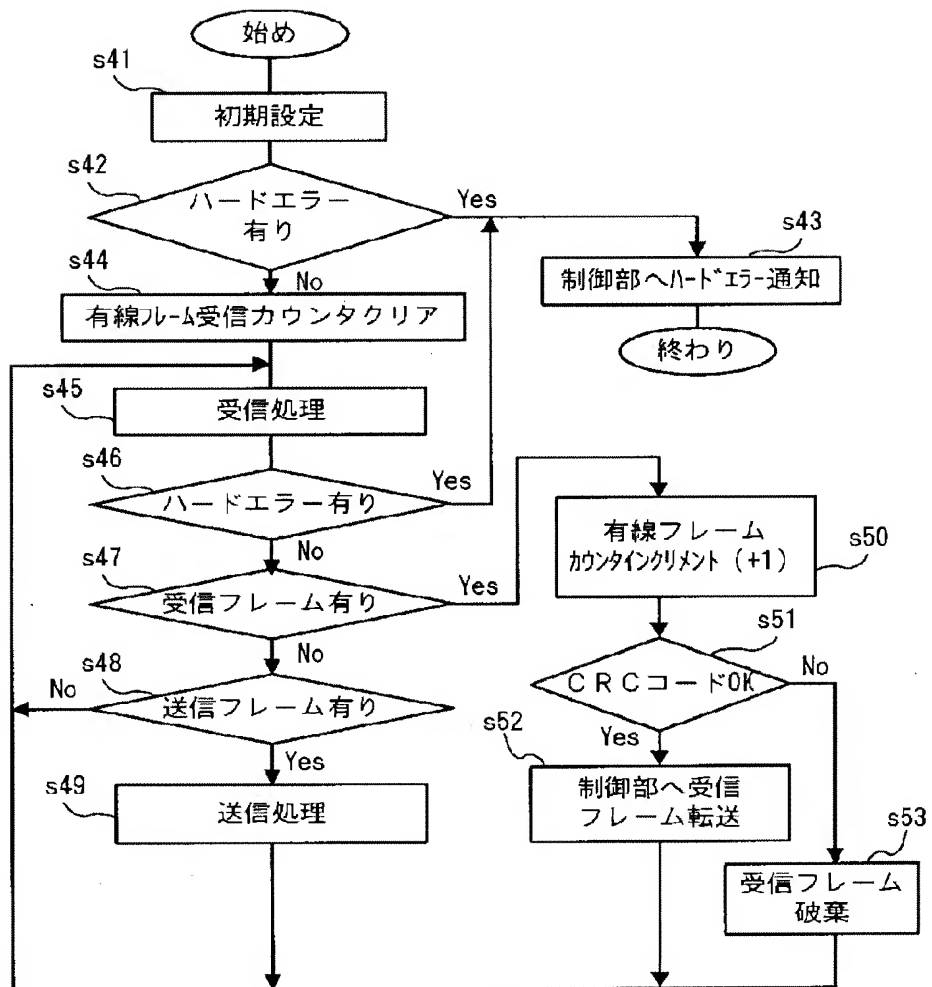 始め
s41
初期設定
s42
ハードエラー
有り
Yes
No
s43
制御部へハードエラー通知
終わり
s44
有線フレーム受信カウンタクリア
s45
受信処理
s46
ハードエラー有り
Yes
No
s47
受信フレーム有り
Yes
No
s48
送信フレーム有り
No
Yes
s49
送信処理
有線フレーム
カウンタインクリメント (+1)
s50
s51
CRCコードOK
No
Yes
s52
制御部へ受信
フレーム転送
s53
受信フレーム
破棄